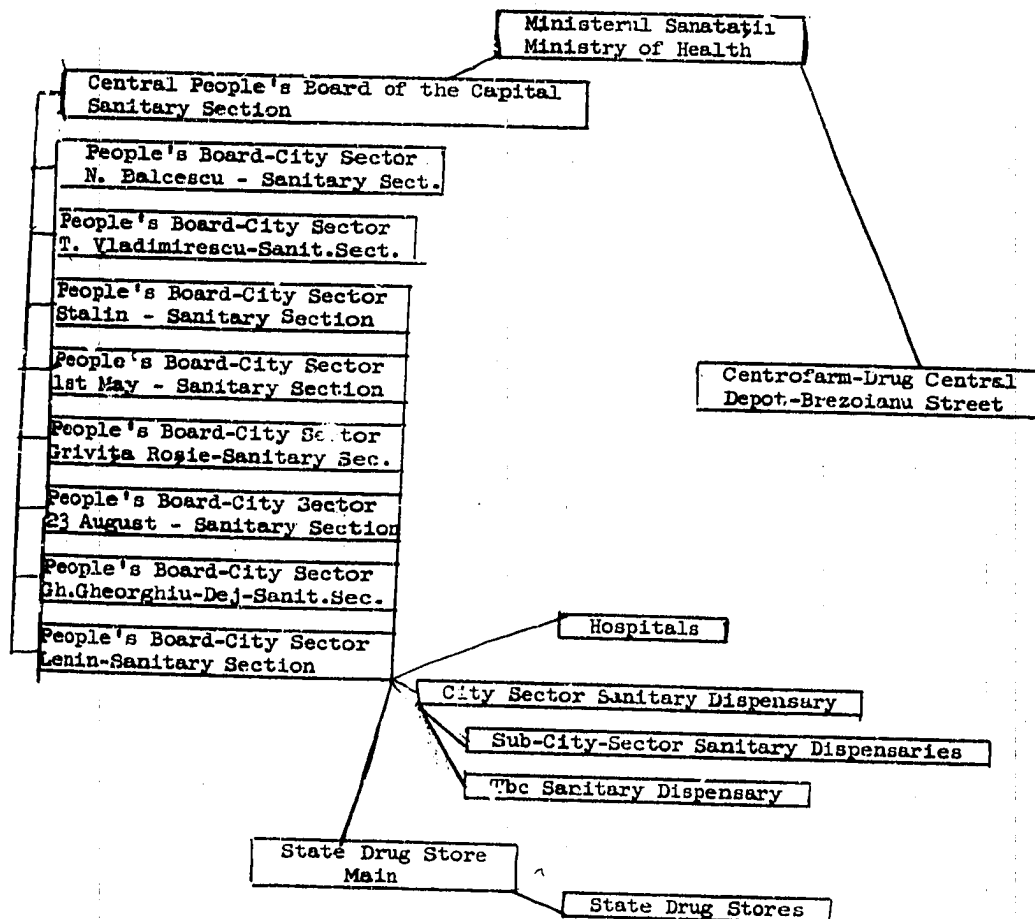 Ministerul Sanatații
Ministry of Health
Central People's Board of the Capital
Sanitary Section
People's Board-City Sector
N. Balcescu - Sanitary Sect.
People's Board-City Sector
T. Vladimirescu-Sanit.Sect.
People's Board-City Sector
Stalin - Sanitary Section
People's Board-City Sector
1st May - Sanitary Section
People's Board-City Sector
Grivița Roșie-Sanitary Sec.
People's Board-City Sector
23 August - Sanitary Section
People's Board-City Sector
Gh.Gheorghiu-Dej-Sanit.Sec.
People's Board-City Sector
Lenin-Sanitary Section
Centrofarm-Drug Central
Depot-Brezoianu Street
Hospitals
City Sector Sanitary Dispensary
Sub-City-Sector Sanitary Dispensaries
Tbc Sanitary Dispensary
State Drug Store
Main
State Drug Stores